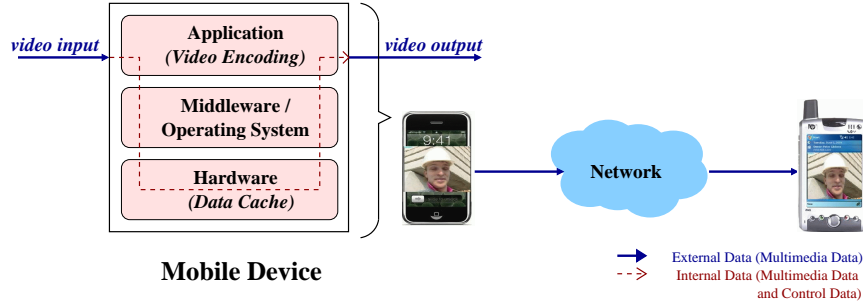 video input
Application
(Video Encoding)
video output
Middleware /
Operating System
Hardware
(Data Cache)
9:41
Network
Mobile Device
External Data (Multimedia Data)
Internal Data (Multimedia Data
and Control Data)